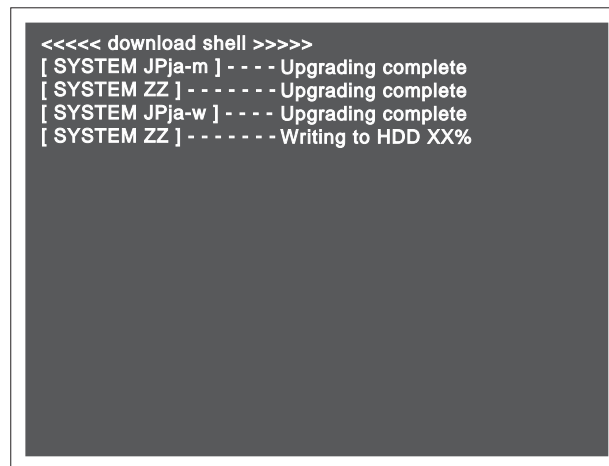 <<<<< download shell >>>>>
[ SYSTEM JPja-m ] - - - - Upgrading complete
[ SYSTEM ZZ ] - - - - - - - Upgrading complete
[ SYSTEM JPja-w ] - - - - Upgrading complete
[ SYSTEM ZZ ] - - - - - - - Writing to HDD XX%